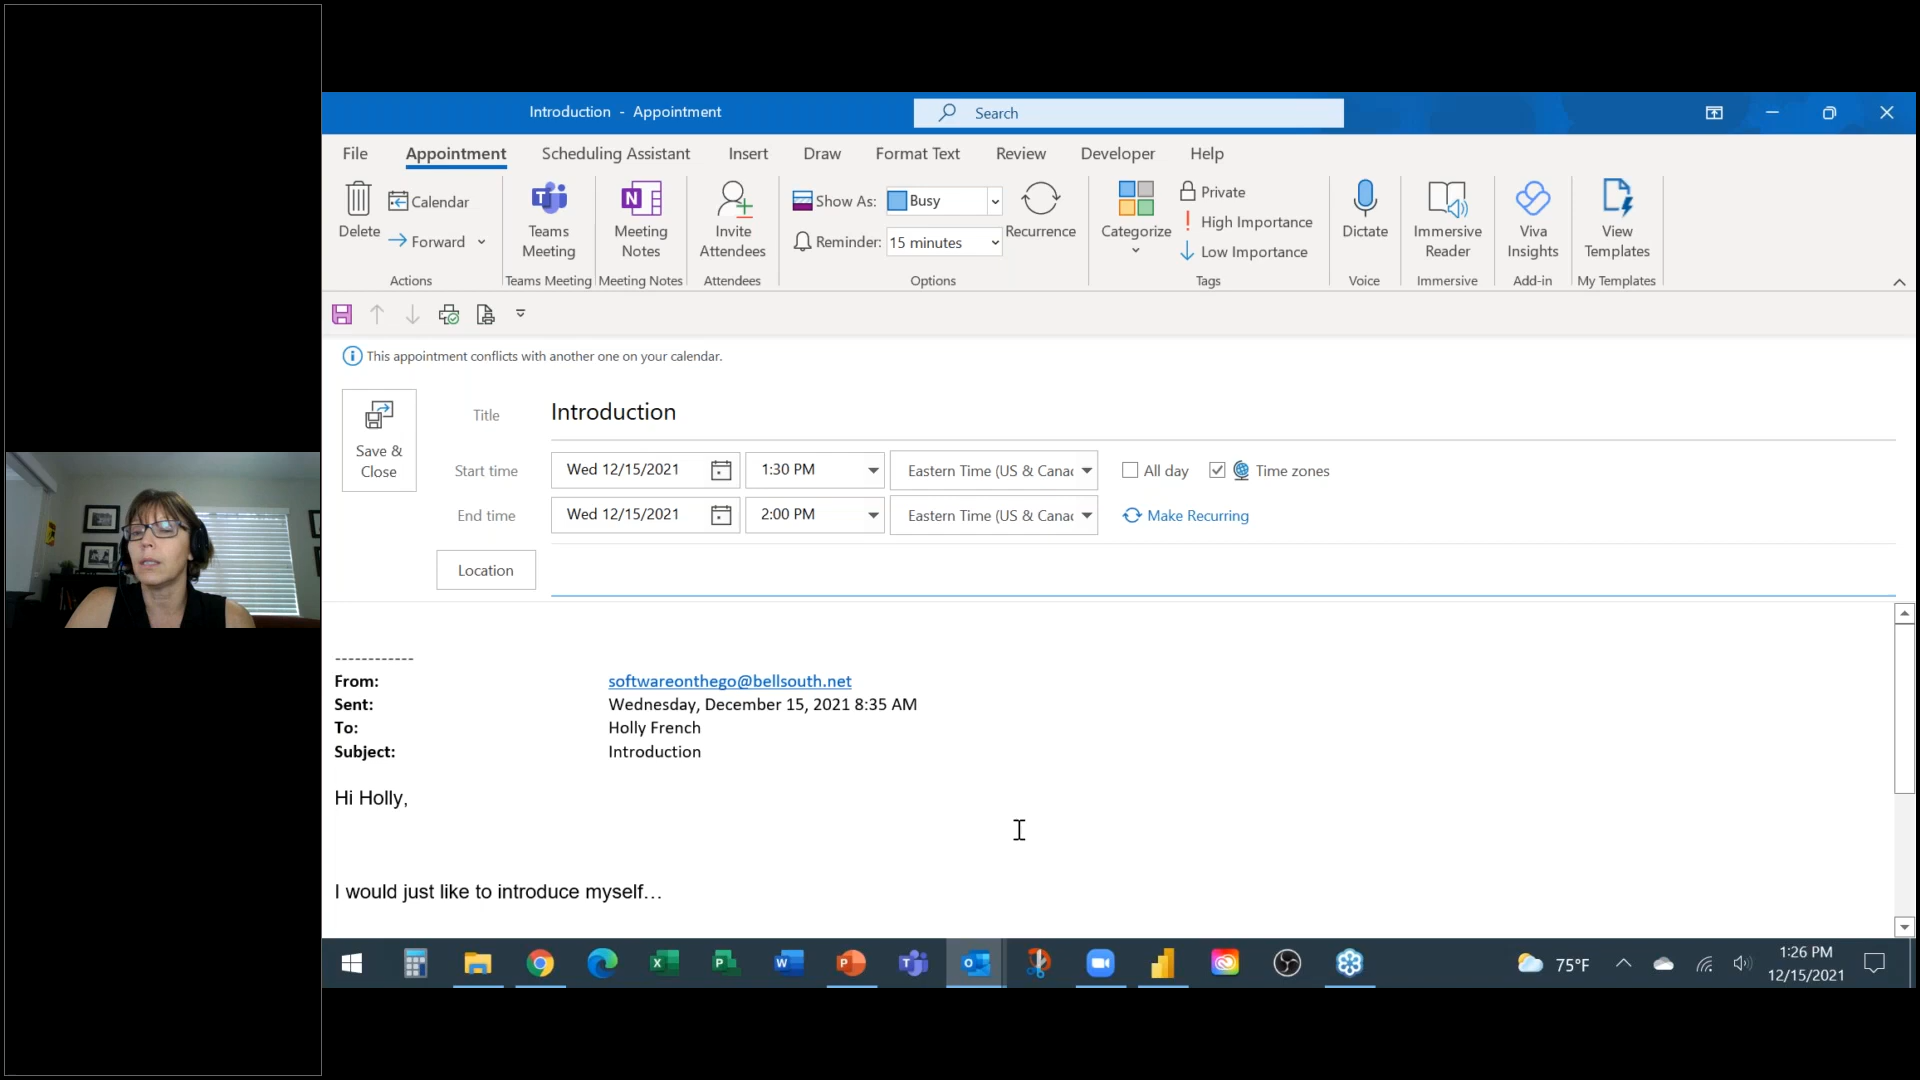 Introduction - Appointment
Search
File Appointment Scheduling Assistant Insert Draw Format Text Review Developer Help
Delete
Calendar
Forward
Actions
Teams Meeting
Teams Meeting
Meeting Notes
Meeting Notes
Invite Attendees
Attendees
Show As: Busy
Reminder: 15 minutes
Recurrence
Options
Categorize
Private
High Importance
Low Importance
Tags
Dictate
Voice
Immersive Reader
Immersive
Viva Insights
Add-in
View Templates
My Templates
This appointment conflicts with another one on your calendar.
Save & Close
Title Introduction
Start time Wed 12/15/2021 1:30 PM Eastern Time (US & Canac All day Time zones
End time Wed 12/15/2021 2:00 PM Eastern Time (US & Canac Make Recurring
Location
------------
From: softwareonthego@bellsouth.net
Sent: Wednesday, December 15, 2021 8:35 AM
To: Holly French
Subject: Introduction
Hi Holly,
I would just like to introduce myself…
75°F
1:26 PM
12/15/2021